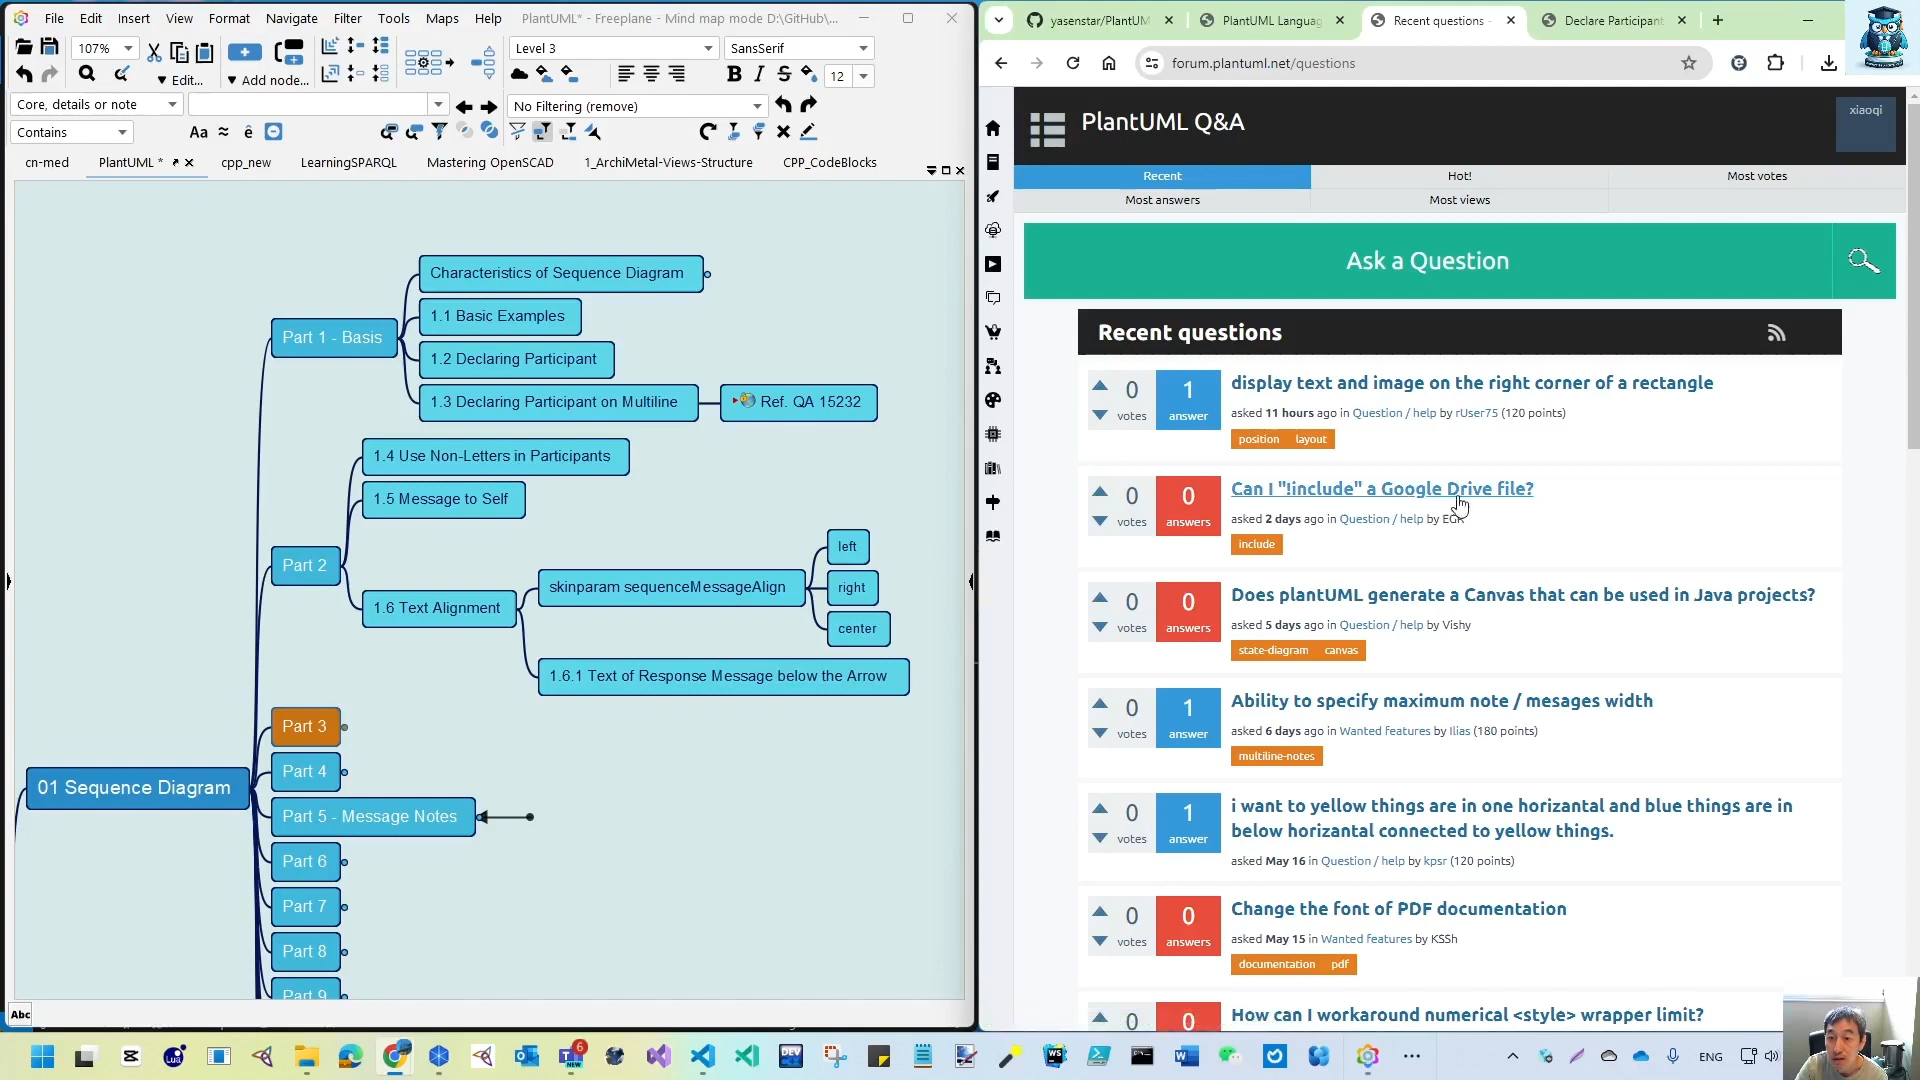 File Edit Insert View Format Navigate Filter Tools Maps Help PlantUML* - Freeplane - Mind map mode D:\GitHub\...
107%
Edit...
Add node...
Level 3
SansSerif
B I S
12
Core, details or note
No Filtering (remove)
Contains
Aa ≈ ê
cn-med PlantUML * cpp_new LearningSPARQL Mastering OpenSCAD 1_ArchiMetal-Views-Structure CPP_CodeBlocks
Characteristics of Sequence Diagram
1.1 Basic Examples
Part 1 - Basis
1.2 Declaring Participant
1.3 Declaring Participant on Multiline
Ref. QA 15232
1.4 Use Non-Letters in Participants
1.5 Message to Self
Part 2
1.6 Text Alignment
skinparam sequenceMessageAlign
left
right
center
1.6.1 Text of Response Message below the Arrow
Part 3
Part 4
01 Sequence Diagram
Part 5 - Message Notes
Part 6
Part 7
Part 8
Part 9
Abc
yasenstar/PlantUM
PlantUML Languag
Recent questions -
Declare Participant
forum.plantuml.net/questions
PlantUML Q&A
xiaoqi
Recent Hot! Most votes
Most answers Most views
Ask a Question
Recent questions
0 votes
1 answer
display text and image on the right corner of a rectangle
asked 11 hours ago in Question / help by rUser75 (120 points)
position layout
0 votes
0 answers
Can I "!include" a Google Drive file?
asked 2 days ago in Question / help by
include
0 votes
0 answers
Does plantUML generate a Canvas that can be used in Java projects?
asked 5 days ago in Question / help by Vishy
state-diagram canvas
0 votes
1 answer
Ability to specify maximum note / mesages width
asked 6 days ago in Wanted features by Ilias (180 points)
multiline-notes
0 votes
1 answer
i want to yellow things are in one horizantal and blue things are in
below horizantal connected to yellow things.
asked May 16 in Question / help by kpsr (120 points)
0 votes
0 answers
Change the font of PDF documentation
asked May 15 in Wanted features by KSSh
documentation pdf
0
0
How can I workaround numerical <style> wrapper limit?
Lua
6
NEW
DEV
WS
W
ENG